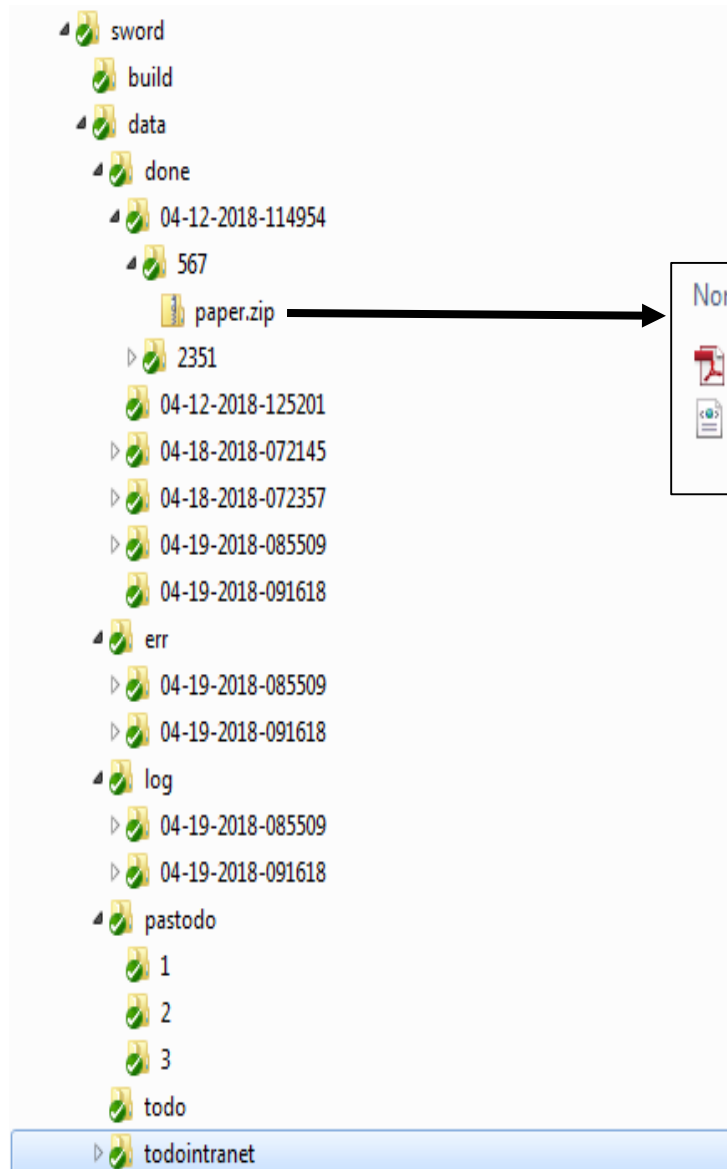 sword
build
data
done
04-12-2018-114954
567
paper.zip
2351
04-12-2018-125201
04-18-2018-072145
04-18-2018-072357
04-19-2018-085509
04-19-2018-091618
err
04-19-2018-085509
04-19-2018-091618
log
04-19-2018-085509
04-19-2018-091618
pastodo
1
2
3
todo
todointranet